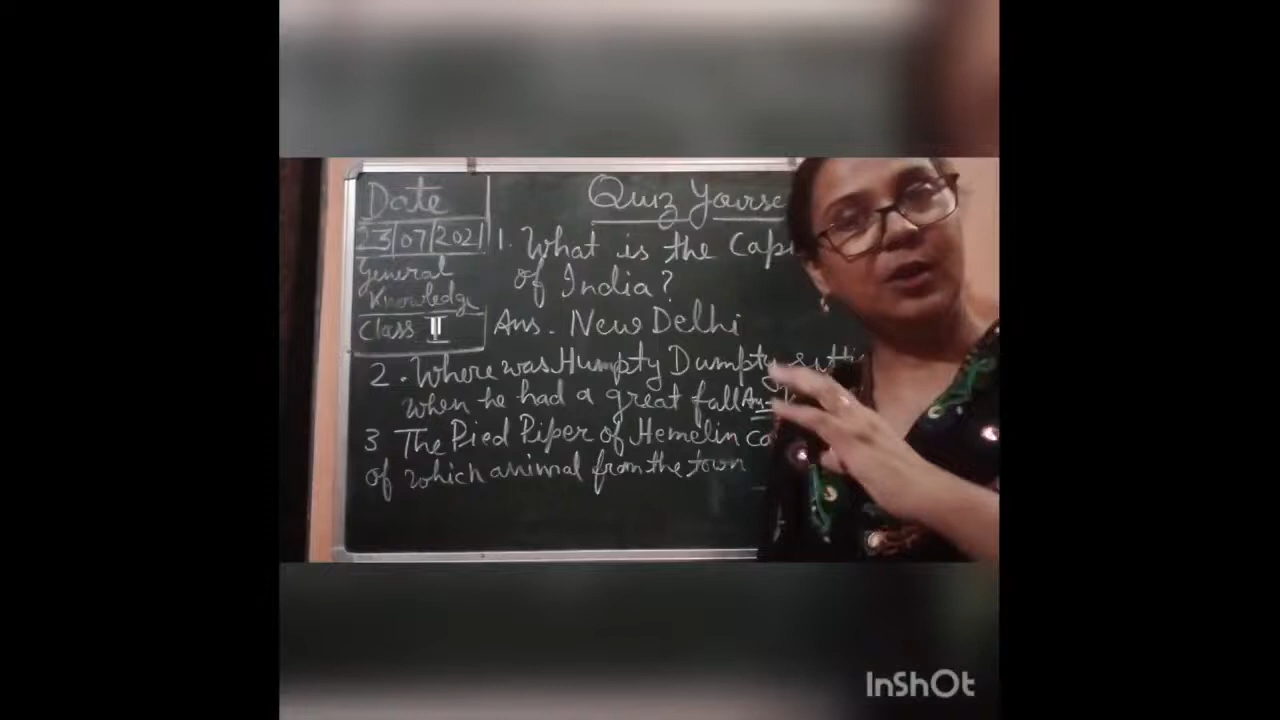 Date
23/07/2021
General
Knowledge
Class II
Quiz
1. What is the
of India?
Ans. New Delhi
2. Where was Humpty Dumpty
when he had a great fall Ans
3 The Pied Piper of Hemelin
of which animal from the town
InShOt